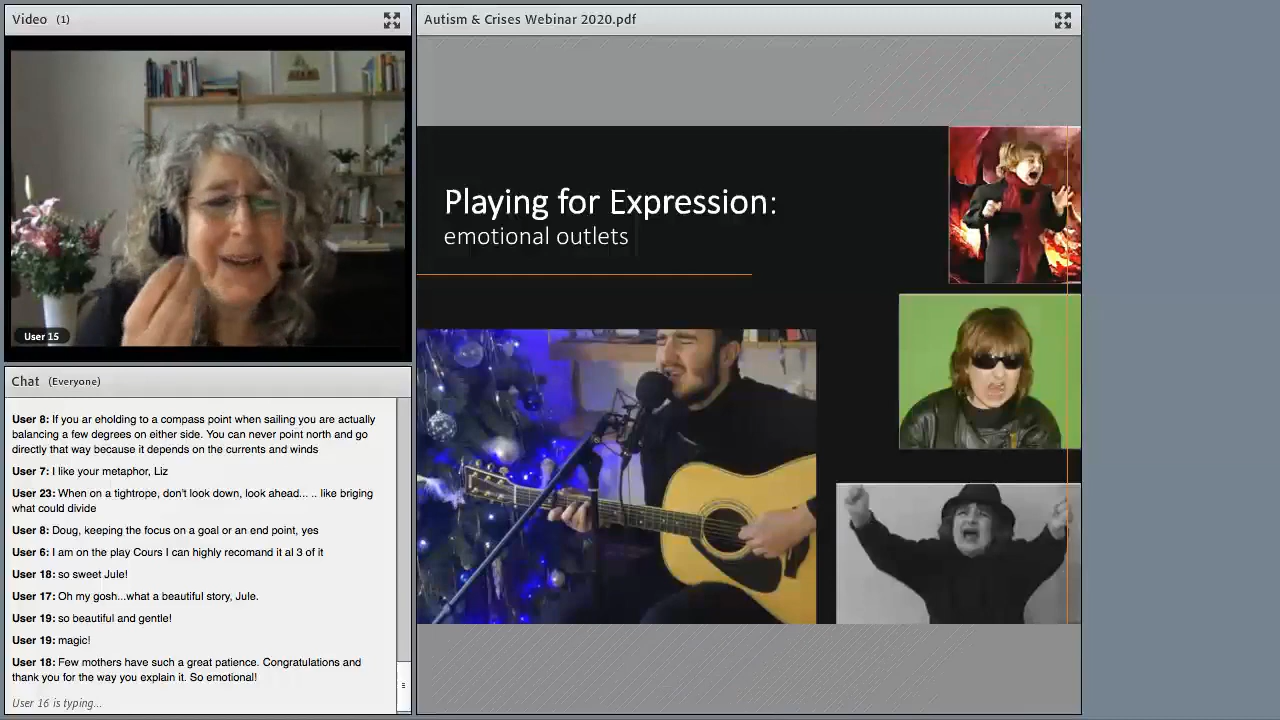 Video (1)
User 15
Chat (Everyone)
User 8: If you ar eholding to a compass point when sailing you are actually
balancing a few degrees on either side. You can never point north and go
directly that way because it depends on the currents and winds
User 7: I like your metaphor, Liz
User 23: When on a tightrope, don't look down, look ahead... .. like briging
what could divide
User 8: Doug, keeping the focus on a goal or an end point, yes
User 6: I am on the play Cours I can highly recomand it al 3 of it
User 18: so sweet Jule!
User 17: Oh my gosh...what a beautiful story, Jule.
User 19: so beautiful and gentle!
User 19: magic!
User 18: Few mothers have such a great patience. Congratulations and
thank you for the way you explain it. So emotional!
User 16 is typing...
Autism & Crises Webinar 2020.pdf
Playing for Expression:
emotional outlets